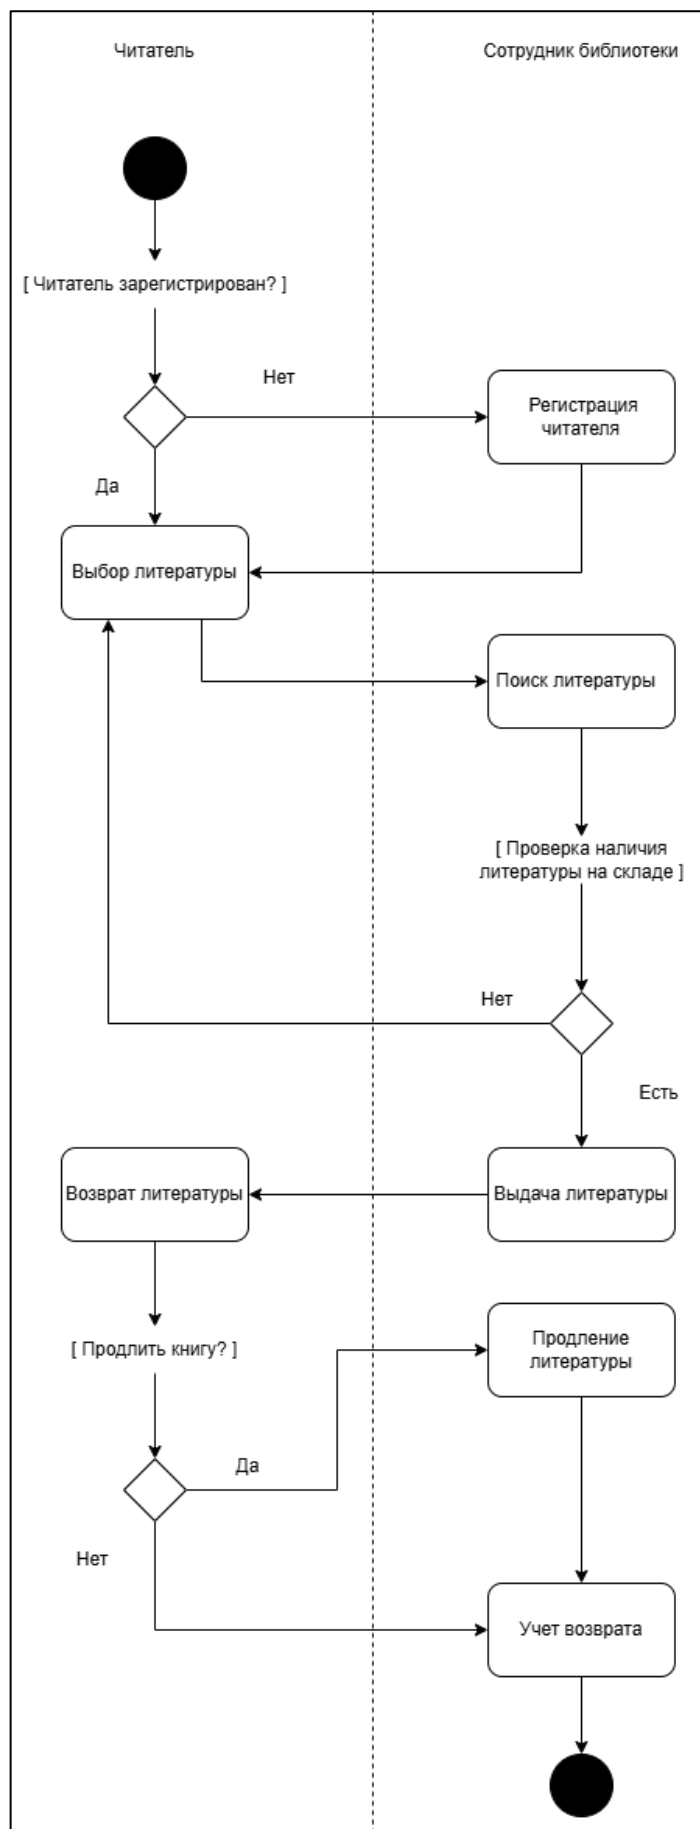 Читатель
Сотрудник библиотеки
[ Читатель зарегистрирован? ]
Нет
Регистрация
читателя
Да
Выбор литературы
Поиск литературы
[ Проверка наличия
литературы на складе ]
Нет
Есть
Возврат литературы
Выдача литературы
[ Продлить книгу? ]
Продление
литературы
Да
Нет
Учет возврата